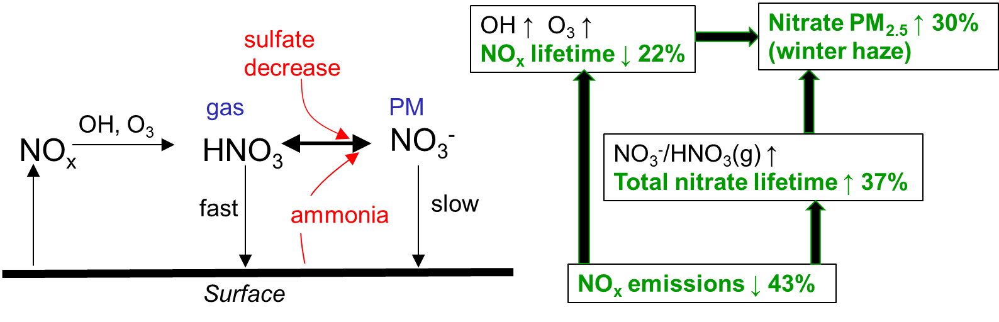 sulfate
decrease
gas
PM
OH, O₃
NOₓ
HNO₃
NO₃⁻
fast
ammonia
slow
Surface
OH ↑ O₃ ↑
NOₓ lifetime ↓ 22%
Nitrate PM₂.₅ ↑ 30%
(winter haze)
NO₃⁻/HNO₃(g) ↑
Total nitrate lifetime ↑ 37%
NOₓ emissions ↓ 43%